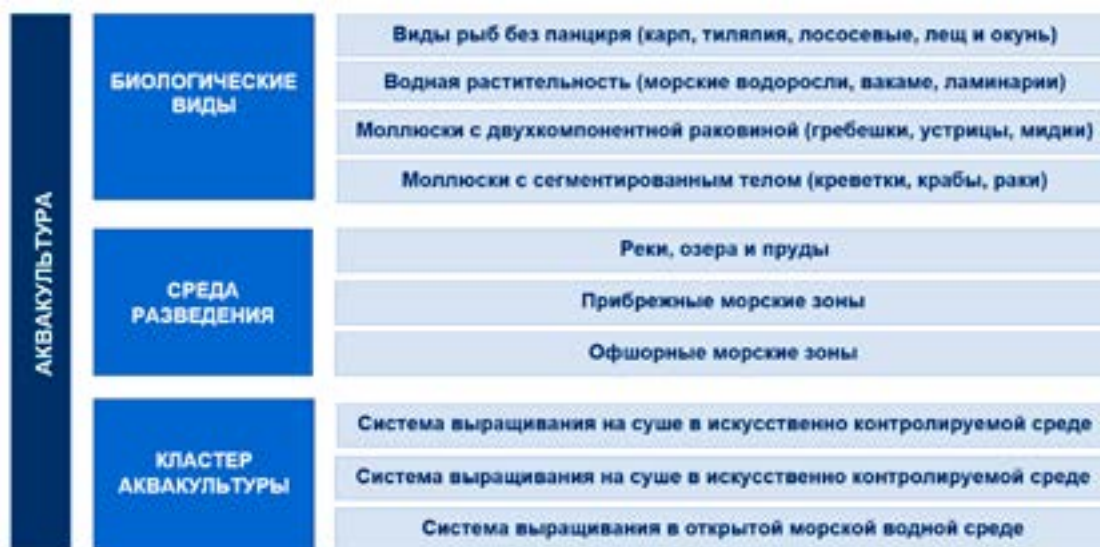 АКВАКУЛЬТУРА
БИОЛОГИЧЕСКИЕ
ВИДЫ
Виды рыб без панциря (карп, тиляпия, лососевые, лещ и окунь)
Водная растительность (морские водоросли, вакаме, ламинарии)
Моллюски с двухкомпонентной раковиной (гребешки, устрицы, мидии)
Моллюски с сегментированным телом (креветки, крабы, раки)
СРЕДА
РАЗВЕДЕНИЯ
Реки, озера и пруды
Прибрежные морские зоны
Офшорные морские зоны
КЛАСТЕР
АКВАКУЛЬТУРЫ
Система выращивания на суше в искусственно контролируемой среде
Система выращивания на суше в искусственно контролируемой среде
Система выращивания в открытой морской водной среде